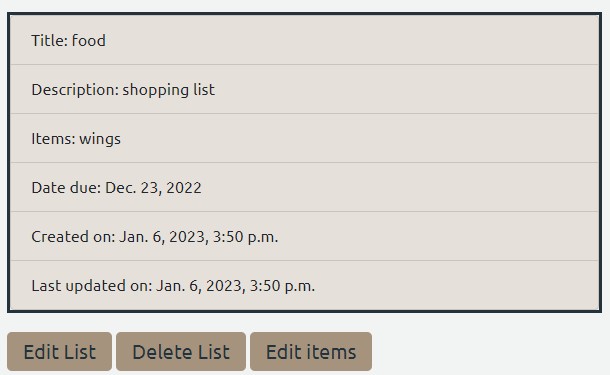 Title: food
Description: shopping list
Items: wings
Date due: Dec. 23, 2022
Created on: Jan. 6, 2023, 3:50 p.m.
Last updated on: Jan. 6, 2023, 3:50 p.m.
Edit List Delete List Edit items